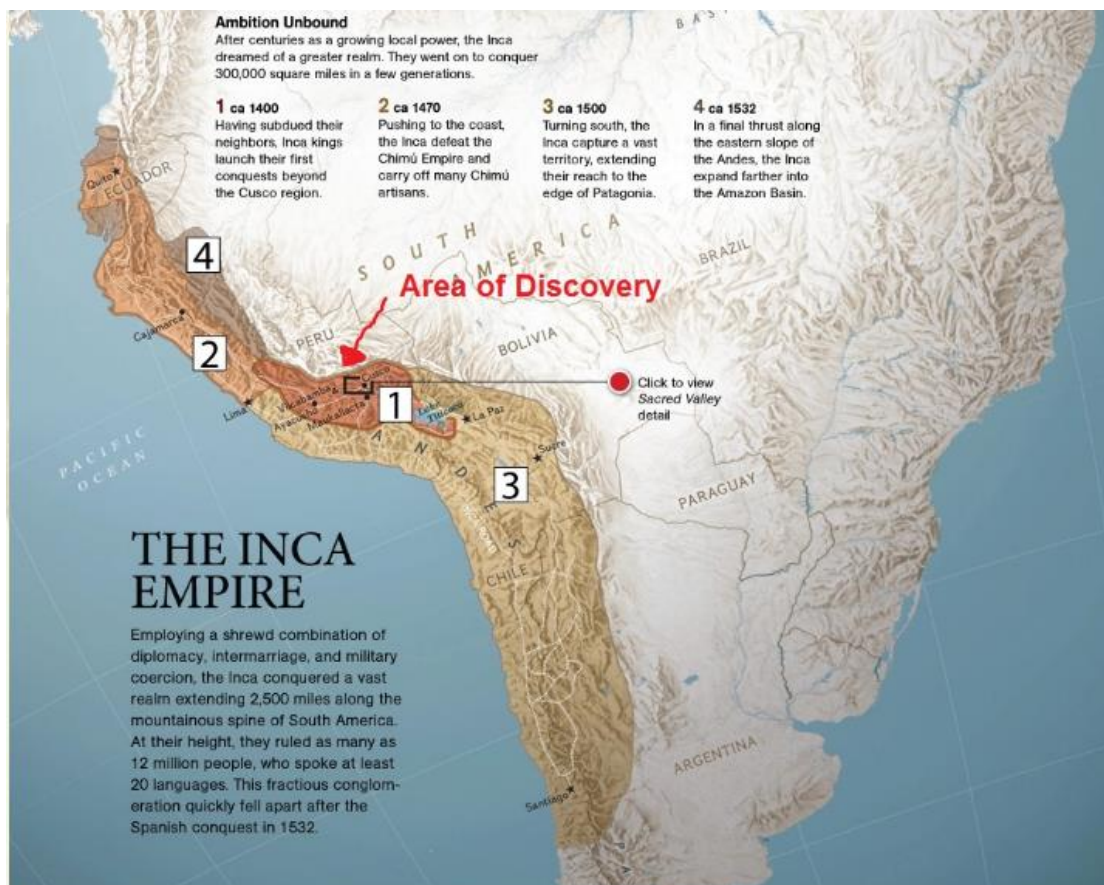 Ambition Unbound
After centuries as a growing local power, the Inca
dreamed of a greater realm. They went on to conquer
300,000 square miles in a few generations.
1 ca 1400
Having subdued their
neighbors, Inca kings
launch their first
conquests beyond
the Cusco region.
2 ca 1470
Pushing to the coast,
the Inca defeat the
Chimú Empire and
carry off many Chimú
artisans.
3 ca 1500
Turning south, the
Inca capture a vast
territory, extending
their reach to the
edge of Patagonia.
4 ca 1532
In a final thrust along
the eastern slope of
the Andes, the Inca
expand farther into
the Amazon Basin.
Quito
ECUADOR
4
SOUTH
AMERICA
BRAZIL
Area of Discovery
Cajamarca
2
PERU
BOLIVIA
Click to view
Sacred Valley
detail
Lima
Vilcabamba
Cusco
Ayacucho
Maukallacta
1
Lake
Titicaca
La Paz
PACIFIC
OCEAN
ANDES
Sucre
3
PARAGUAY
CHILE
THE INCA
EMPIRE
Employing a shrewd combination of
diplomacy, intermarriage, and military
coercion, the Inca conquered a vast
realm extending 2,500 miles along the
mountainous spine of South America.
At their height, they ruled as many as
12 million people, who spoke at least
20 languages. This fractious conglom-
eration quickly fell apart after the
Spanish conquest in 1532.
ARGENTINA
Santiago